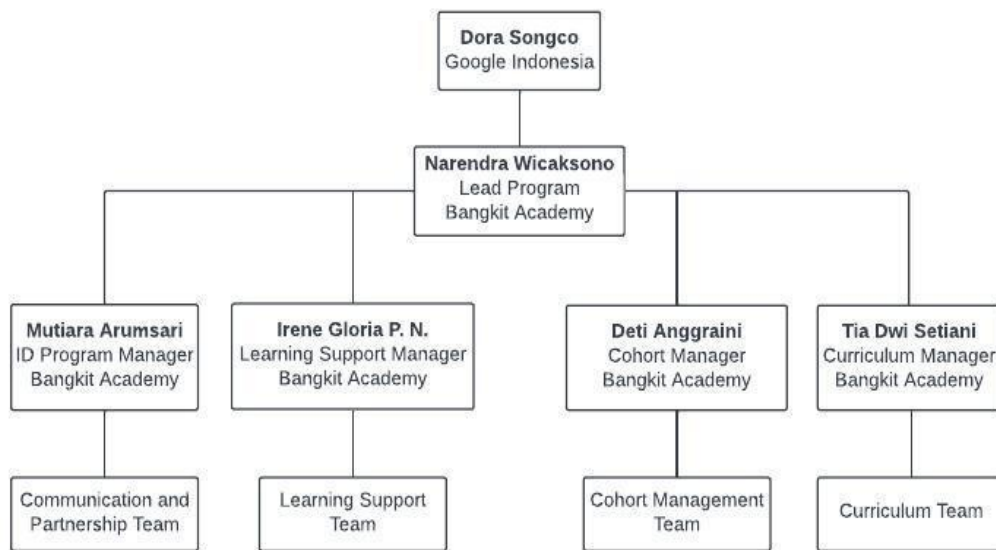 Dora Songco
Google Indonesia
Narendra Wicaksono
Lead Program
Bangkit Academy
Mutiara Arumsari
ID Program Manager
Bangkit Academy
Irene Gloria P. N.
Learning Support Manager
Bangkit Academy
Deti Anggraini
Cohort Manager
Bangkit Academy
Tia Dwi Setiani
Curriculum Manager
Bangkit Academy
Communication and
Partnership Team
Learning Support
Team
Cohort Management
Team
Curriculum Team